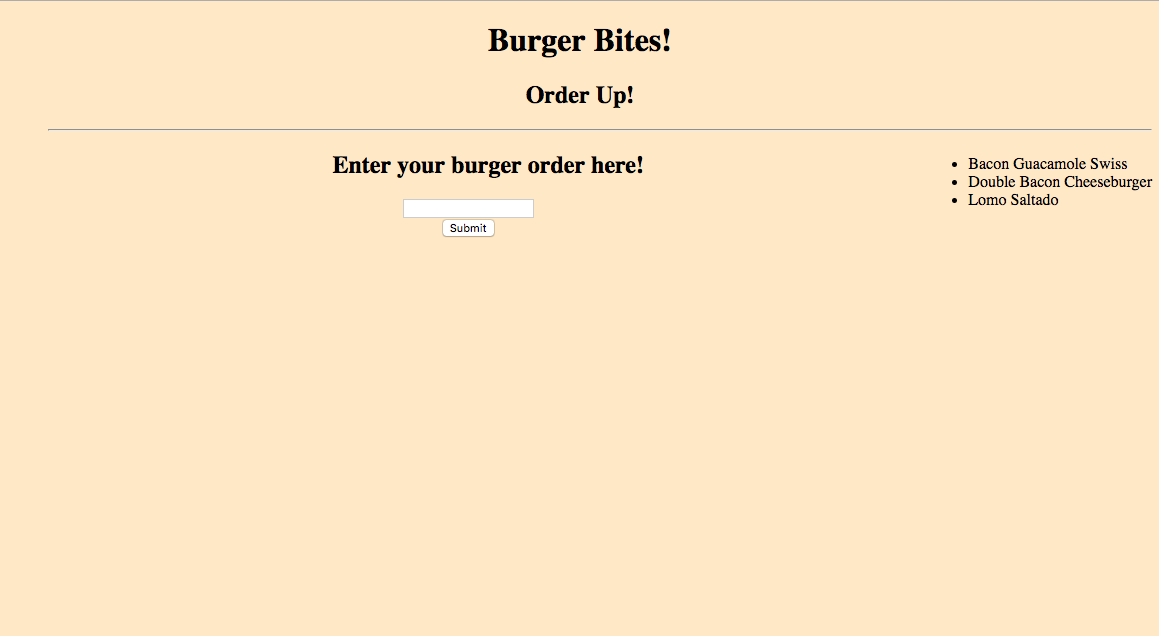 Burger Bites!
Order Up!
Enter your burger order here!
Submit
Bacon Guacamole Swiss
Double Bacon Cheeseburger
Lomo Saltado